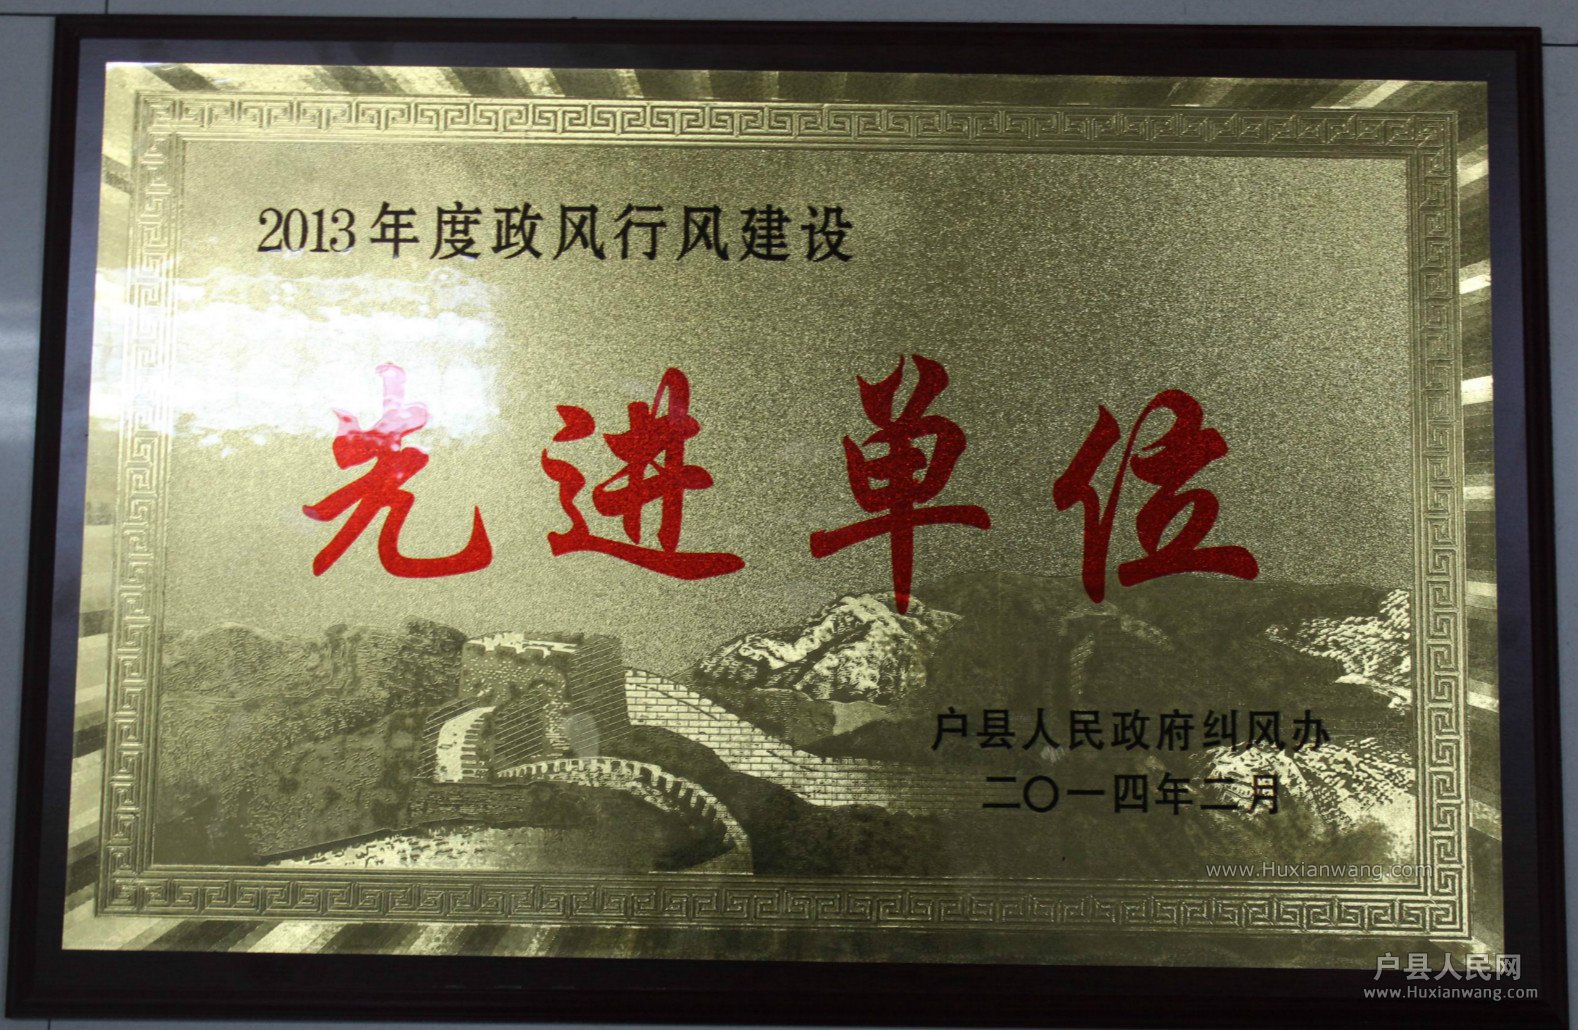 2013年度政风行风建设
先进单位
户县人民政府纠风办
二〇一四年二月
www.Huxianwang.com
户县人民网
www.Huxianwang.com